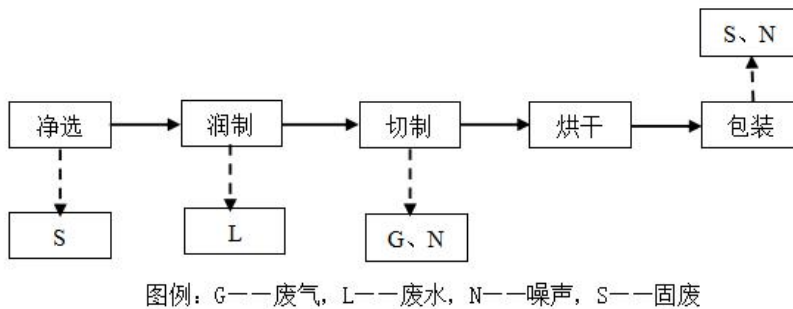 S、N
净选
润制
切制
烘干
包装
S
L
G、N
图例：G——废气，L——废水，N——噪声，S——固废